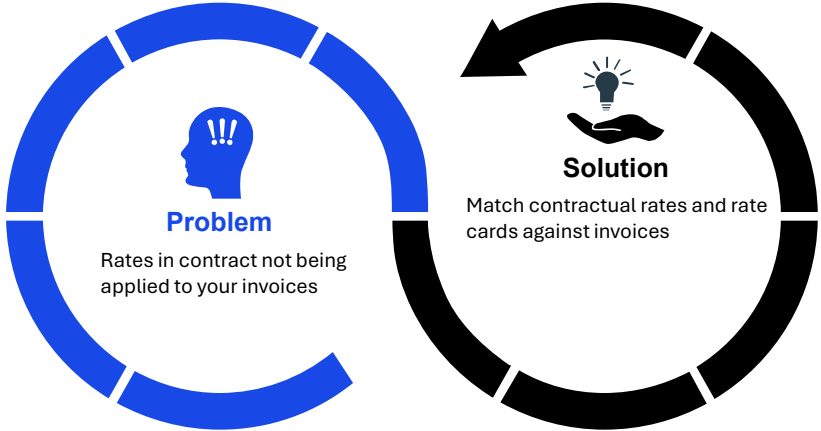 !!!
Problem
Rates in contract not being
applied to your invoices
Solution
Match contractual rates and rate
cards against invoices